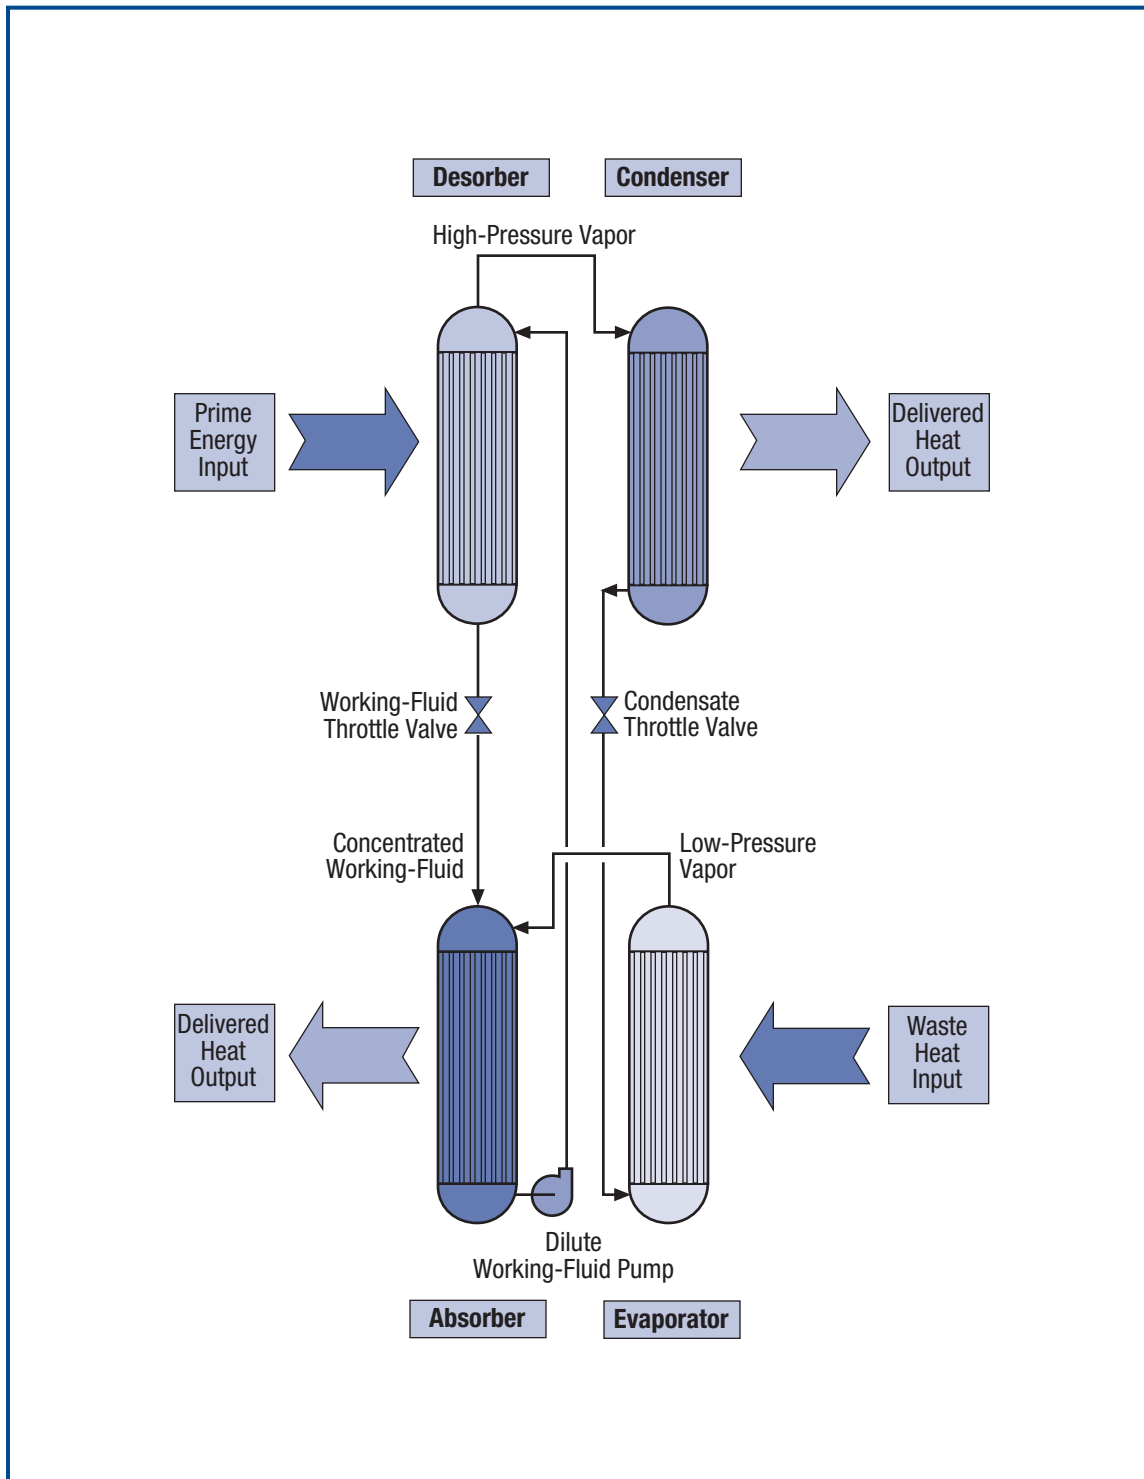 Desorber
Condenser
High-Pressure Vapor
Prime
Energy
Input
Delivered
Heat
Output
Working-Fluid
Throttle Valve
Condensate
Throttle Valve
Concentrated
Working-Fluid
Low-Pressure
Vapor
Delivered
Heat
Output
Waste
Heat
Input
Dilute
Working-Fluid Pump
Absorber
Evaporator